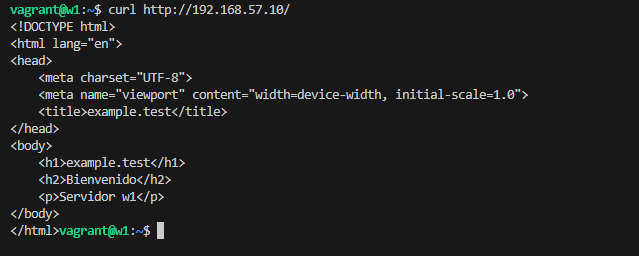 vagrant@w1:~$ curl http://192.168.57.10/
<!DOCTYPE html>
<html lang="en">
<head>
    <meta charset="UTF-8">
    <meta name="viewport" content="width=device-width, initial-scale=1.0">
    <title>example.test</title>
</head>
<body>
    <h1>example.test</h1>
    <h2>Bienvenido</h2>
    <p>Servidor w1</p>
</body>
</html>vagrant@w1:~$